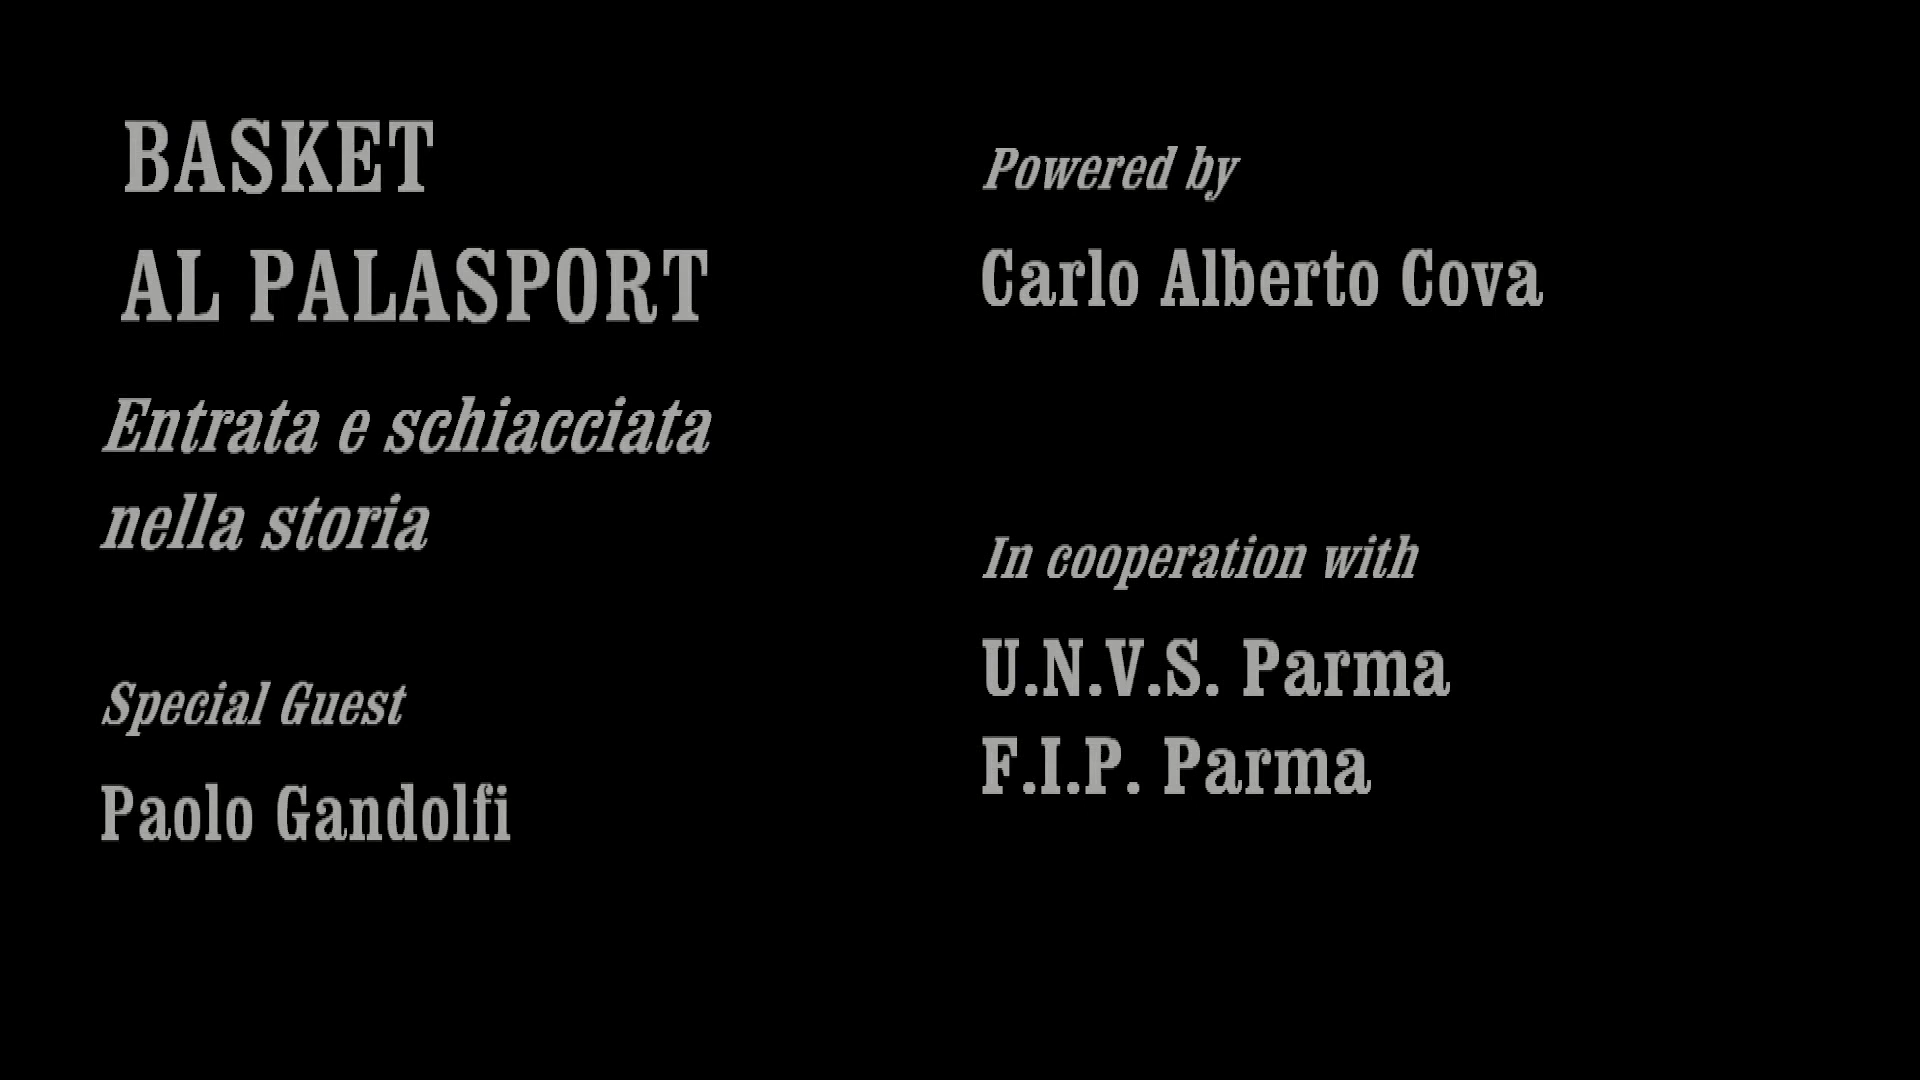 BASKET
AL PALASPORT
Entrata e schiacciata
nella storia
Special Guest
Paolo Gandolfi
Powered by
Carlo Alberto Cova
In cooperation with
U.N.V.S. Parma
F.I.P. Parma